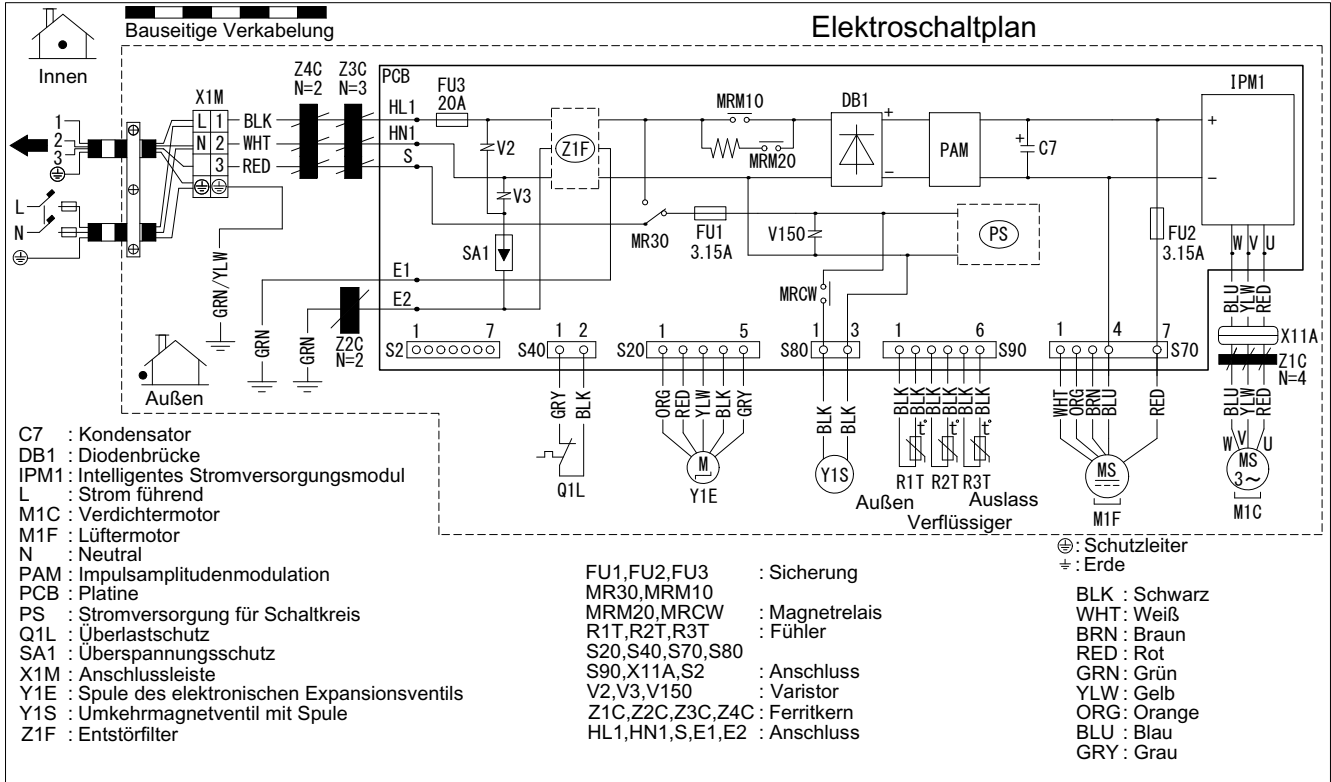 Elektroschaltplan
Bauseitige Verkabelung
Innen
Z4C
N=2
Z3C
N=3
PCB
FU3
20A
IPM1
X1M
HL1
MRM10
DB1
1
2
3
L 1
BLK
N 2
WHT
3
RED
HN1
S
V2
Z1F
MRM20
+
−
PAM
+
C7
+
−
V3
L
N
MR30
FU1
3.15A
V150
PS
FU2
3.15A
W
V
U
SA1
GRN/YLW
E1
E2
MRCW
BLU
YLW
RED
GRN
GRN
Z2C
N=2
X11A
Z1C
N=4
S2
1
7
S40
1
2
S20
1
5
S80
1
3
1
6
S90
1
4
7
S70
Außen
GRY
BLK
ORG
RED
YLW
BLK
GRY
BLK
BLK
BLK
BLK
BLK
BLK
BLK
BLK
WHT
ORG
BRN
BLU
RED
BLU
YLW
RED
t°
t°
t°
W
V
U
Q1L
M
Y1E
Y1S
R1T
R2T
R3T
Außen
Auslass
Verflüssiger
MS
M1F
MS
3~
M1C
C7 : Kondensator
DB1 : Diodenbrücke
IPM1 : Intelligentes Stromversorgungsmodul
L : Strom führend
M1C : Verdichtermotor
M1F : Lüftermotor
N : Neutral
PAM : Impulsamplitudenmodulation
PCB : Platine
PS : Stromversorgung für Schaltkreis
Q1L : Überlastschutz
SA1 : Überspannungsschutz
X1M : Anschlussleiste
Y1E : Spule des elektronischen Expansionsventils
Y1S : Umkehrmagnetventil mit Spule
Z1F : Entstörfilter
FU1,FU2,FU3 : Sicherung
MR30,MRM10
MRM20,MRCW : Magnetrelais
R1T,R2T,R3T : Fühler
S20,S40,S70,S80
S90,X11A,S2 : Anschluss
V2,V3,V150 : Varistor
Z1C,Z2C,Z3C,Z4C : Ferritkern
HL1,HN1,S,E1,E2 : Anschluss
: Schutzleiter
: Erde
BLK : Schwarz
WHT : Weiß
BRN : Braun
RED : Rot
GRN : Grün
YLW : Gelb
ORG : Orange
BLU : Blau
GRY : Grau